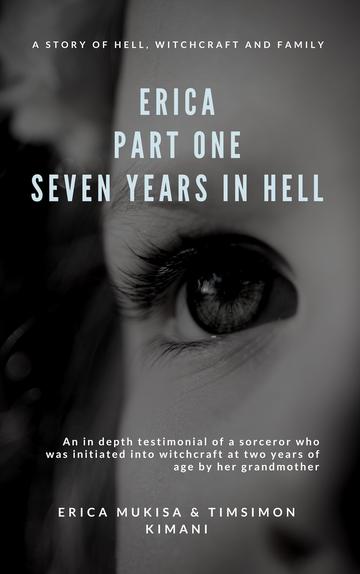 A STORY OF HELL, WITCHCRAFT AND FAMILY
ERICA
PART ONE
SEVEN YEARS IN HELL
An in depth testimonial of a sorceror who
was initiated into witchcraft at two years of
age by her grandmother
ERICA MUKISA & TIMSIMON
KIMANI